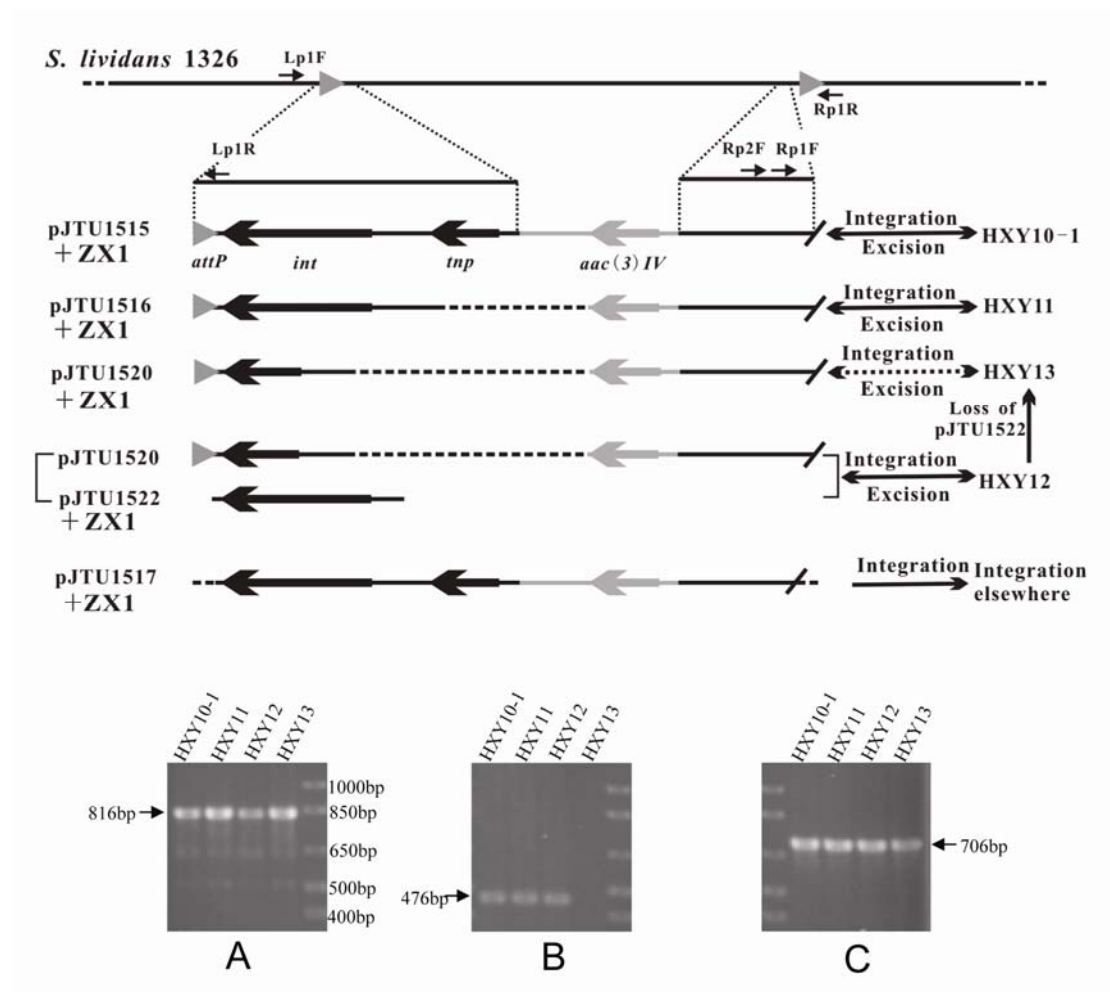 S. lividans 1326
Lp1F
Rp1R
Lp1R
Rp2F Rp1F
pJTU1515
+ ZX1
attP int tnp aac(3)IV
Integration
Excision
HXY10-1
pJTU1516
+ ZX1
Integration
Excision
HXY11
pJTU1520
+ ZX1
Integration
Excision
HXY13
Loss of
pJTU1522
pJTU1520
pJTU1522
+ ZX1
Integration
Excision
HXY12
pJTU1517
+ZX1
Integration
Integration
elsewhere
HXY10-1 HXY11 HXY12 HXY13
816bp
1000bp
850bp
650bp
500bp
400bp
A
HXY10-1 HXY11 HXY12 HXY13
476bp
B
HXY10-1 HXY11 HXY12 HXY13
706bp
C